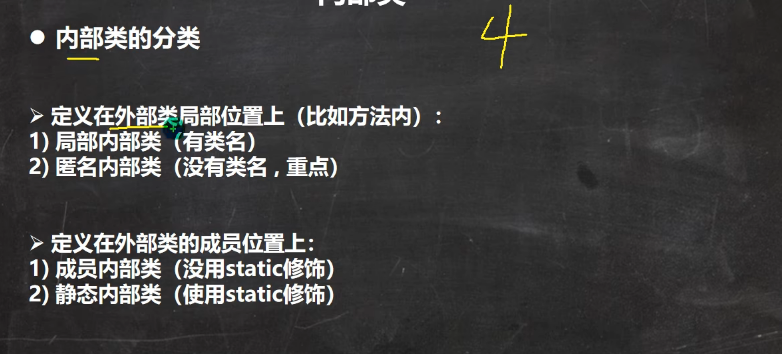 内部类
● 内部类的分类
4
➢ 定义在外部类局部位置上（比如方法内）：
1) 局部内部类（有类名）
2) 匿名内部类（没有类名 , 重点）
➢ 定义在外部类的成员位置上：
1) 成员内部类（没用static修饰）
2) 静态内部类（使用static修饰）